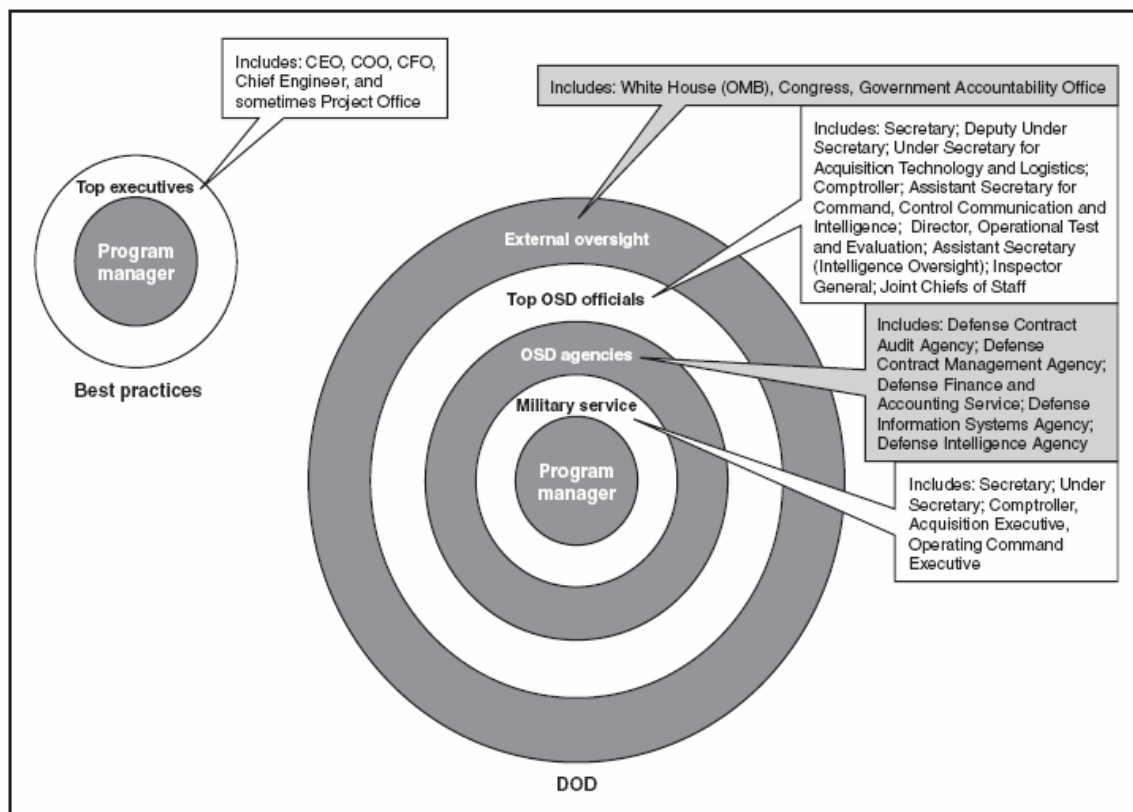 Includes: CEO, COO, CFO,
Chief Engineer, and
sometimes Project Office
Top executives
Program
manager
Best practices
Includes: White House (OMB), Congress, Government Accountability Office
Includes: Secretary; Deputy Under
Secretary; Under Secretary for
Acquisition Technology and Logistics;
Comptroller; Assistant Secretary for
Command, Control Communication and
Intelligence; Director, Operational Test
and Evaluation; Assistant Secretary
(Intelligence Oversight); Inspector
General; Joint Chiefs of Staff
Includes: Defense Contract
Audit Agency; Defense
Contract Management Agency;
Defense Finance and
Accounting Service; Defense
Information Systems Agency;
Defense Intelligence Agency
Includes: Secretary; Under
Secretary; Comptroller,
Acquisition Executive,
Operating Command
Executive
External oversight
Top OSD officials
OSD agencies
Military service
Program
manager
DOD